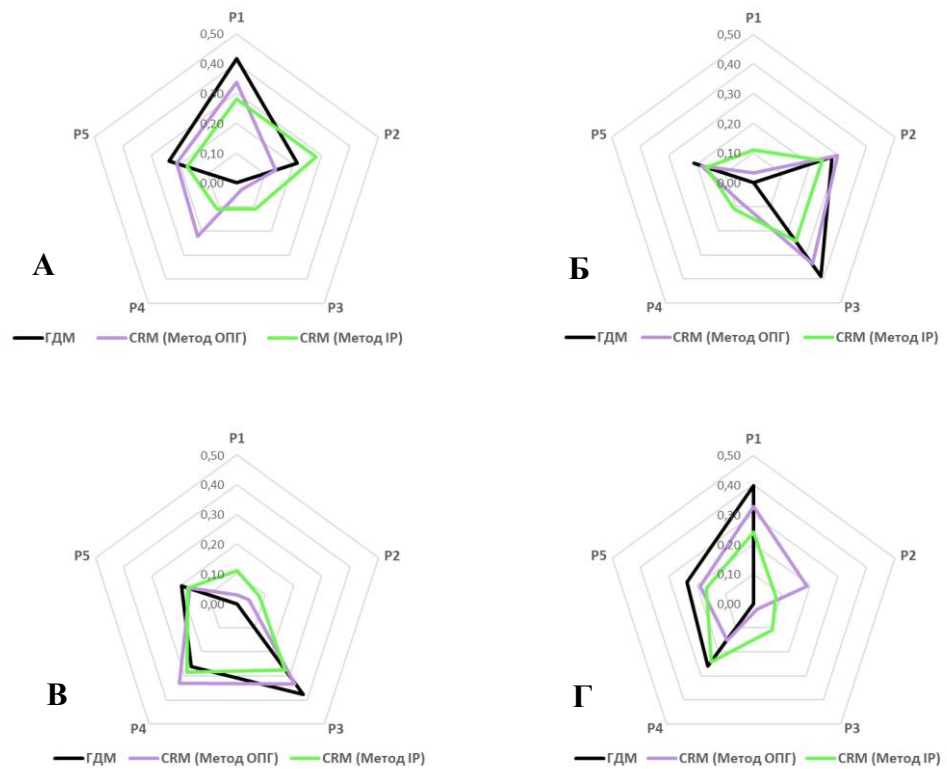 P1
0,50
0,40
0,30
0,20
0,10
0,00
P2
P3
P4
P5
А
ГДМ CRM (Метод ОПГ) CRM (Метод IP)
P1
0,50
0,40
0,30
0,20
0,10
0,00
P2
P3
P4
P5
Б
ГДМ CRM (Метод ОПГ) CRM (Метод IP)
P1
0,50
0,40
0,30
0,20
0,10
0,00
P2
P3
P4
P5
В
ГДМ CRM (Метод ОПГ) CRM (Метод IP)
P1
0,50
0,40
0,30
0,20
0,10
0,00
P2
P3
P4
P5
Г
ГДМ CRM (Метод ОПГ) CRM (Метод IP)